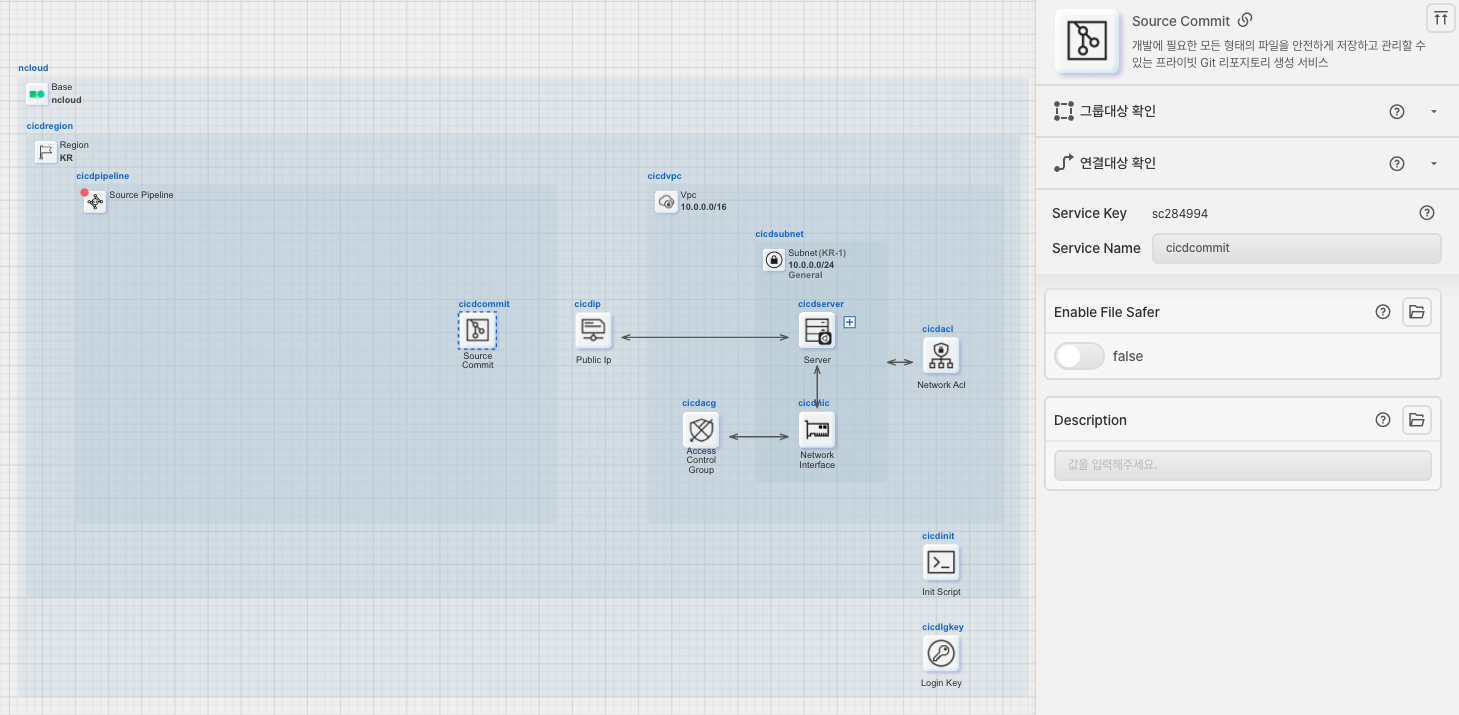 ncloud
Base
ncloud
cicdregion
Region
KR
cicdpipeline
Source Pipeline
cicdvpc
Vpc
10.0.0.0/16
cicdsubnet
Subnet(KR-1)
10.0.0.0/24
General
cicdcommit
Source
Commit
cicdip
Public Ip
cicdserver
Server
cicdacl
Network Acl
cicdacg
Access
Control
Group
cicdnic
Network
Interface
cicdinit
Init Script
cicdlgkey
Login Key
Source Commit
개발에 필요한 모든 형태의 파일을 안전하게 저장하고 관리할 수
있는 프라이빗 Git 리포지토리 생성 서비스
그룹대상 확인
연결대상 확인
Service Key sc284994
Service Name cicdcommit
Enable File Safer
false
Description
값을 입력해주세요.